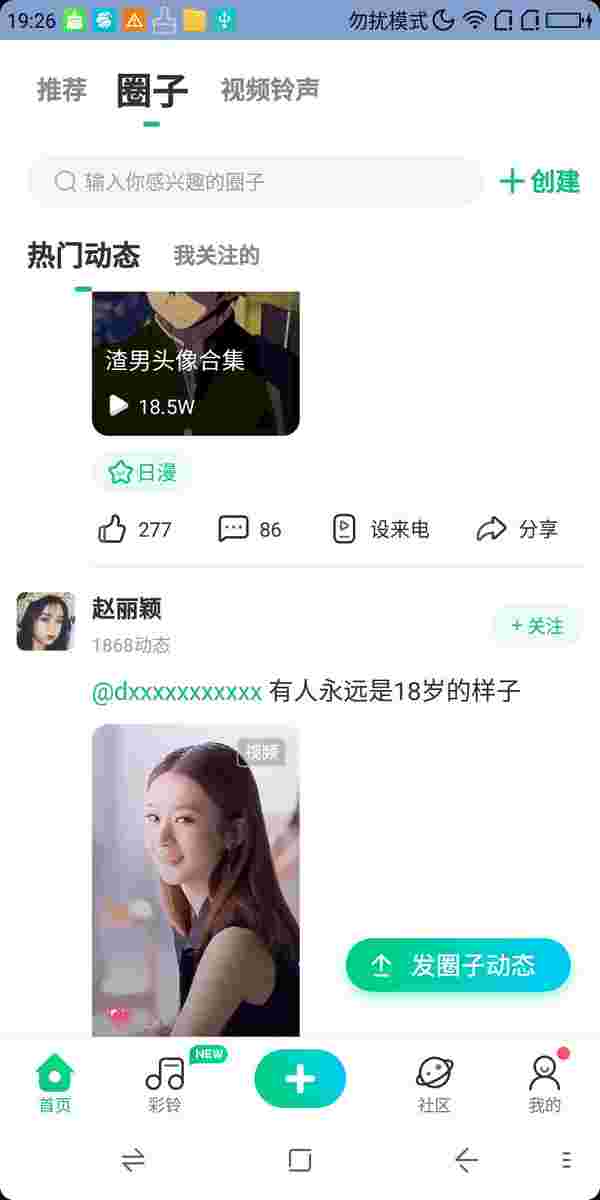 19:26 勿扰模式
推荐 圈子 视频铃声
输入你感兴趣的圈子 创建
热门动态 我关注的
渣男头像合集
18.5W
日漫
277 86 设来电 分享
赵丽颖
1868动态
+ 关注
@dxxxxxxxxxxx 有人永远是18岁的样子
视频
发圈子动态
NEW
首页 彩铃 社区 我的